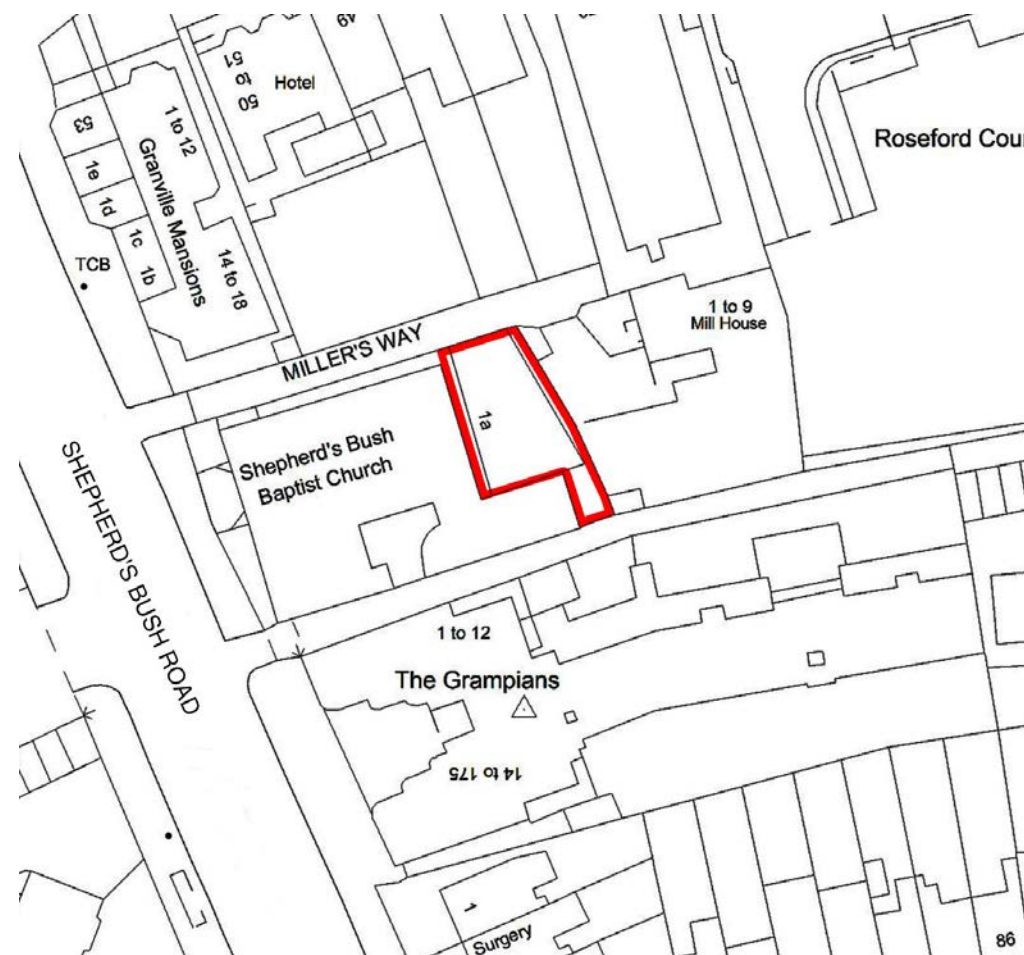 49
51
to
50
Hotel
53
1e
1d
1c
1b
1 to 12
Granville Mansions
14 to 18
TCB
Roseford Cou
1 to 9
Mill House
MILLER'S WAY
1a
Shepherd's Bush
Baptist Church
SHEPHERD'S BUSH ROAD
1 to 12
The Grampians
14 to 175
1
Surgery
86